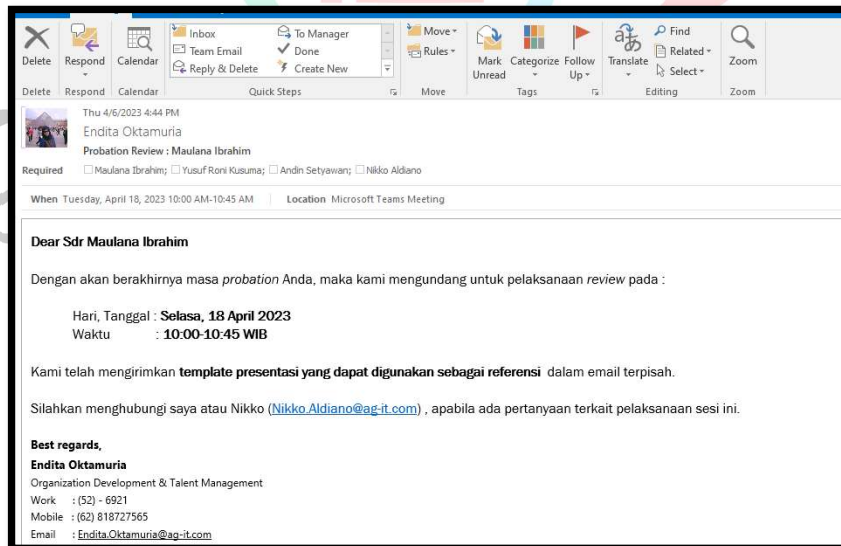 Inbox
To Manager
Move
Find
Team Email
Done
Rules
Related
Delete
Respond
Calendar
Reply & Delete
Create New
Mark Unread
Categorize
Follow Up
Translate
Select
Zoom
Delete Respond Calendar Quick Steps Move Tags Editing Zoom
Thu 4/6/2023 4:44 PM
Endita Oktamuria
Probation Review : Maulana Ibrahim
Required Maulana Ibrahim; Yusuf Roni Kusuma; Andin Setyawan; Nikko Aldiano
When Tuesday, April 18, 2023 10:00 AM-10:45 AM Location Microsoft Teams Meeting
Dear Sdr Maulana Ibrahim
Dengan akan berakhirnya masa probation Anda, maka kami mengundang untuk pelaksanaan review pada :
Hari, Tanggal : Selasa, 18 April 2023
Waktu : 10:00-10:45 WIB
Kami telah mengirimkan template presentasi yang dapat digunakan sebagai referensi dalam email terpisah.
Silahkan menghubungi saya atau Nikko (Nikko.Aldiano@ag-it.com) , apabila ada pertanyaan terkait pelaksanaan sesi ini.
Best regards,
Endita Oktamuria
Organization Development & Talent Management
Work : (52) - 6921
Mobile : (62) 818727565
Email : Endita.Oktamuria@ag-it.com